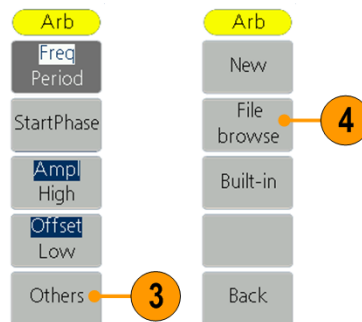 Arb
Freq
Period
StartPhase
Ampl
High
Offset
Low
Others
3
Arb
New
File
browse
4
Built-in
Back